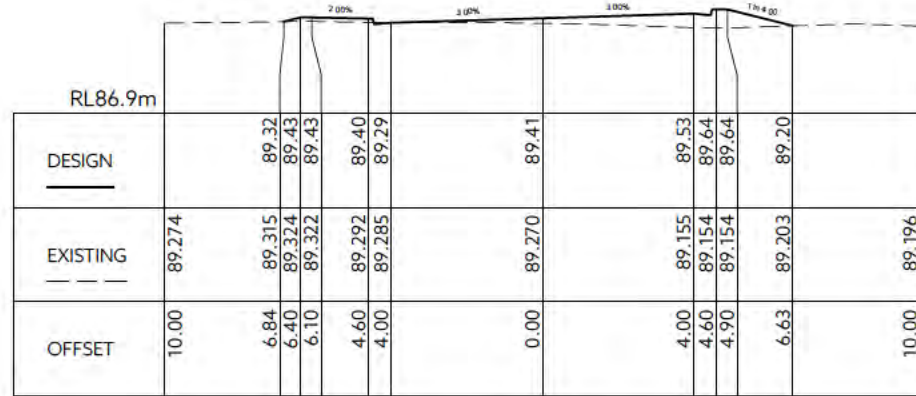 2.00%
3.00%
3.00%
1 in 4.00
RL86.9m
DESIGN 89.32 89.43 89.43 89.40 89.29 89.41 89.53 89.64 89.64 89.20
EXISTING 89.274 89.315 89.324 89.322 89.292 89.285 89.270 89.155 89.154 89.154 89.203 89.196
OFFSET 10.00 6.84 6.40 6.10 4.60 4.00 0.00 4.00 4.60 4.90 6.63 10.00